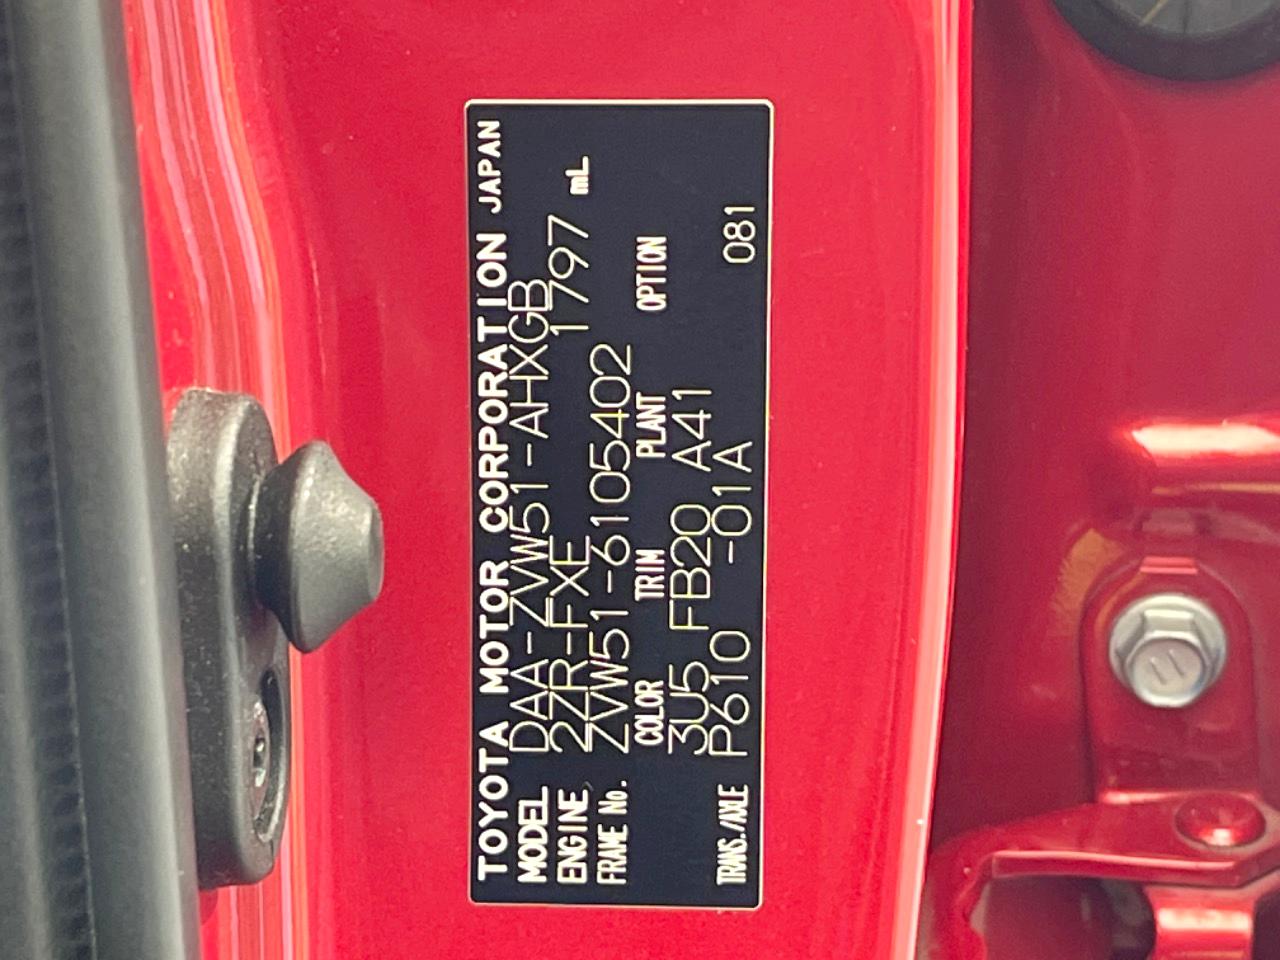 TOYOTA MOTOR CORPORATION JAPAN
MODEL DAA-ZVW51-AHXGB
ENGINE 2ZR-FXE 1797 mL
FRAME No. ZVW51-6105402
COLOR TRIM PLANT OPTION
3U5 FB20 A41
TRANS./AXLE P610 -01A 081